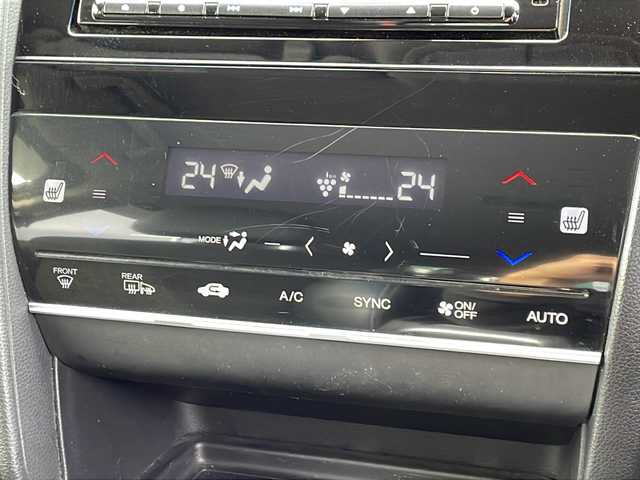 24 24
MODE
FRONT REAR A/C SYNC ON/OFF AUTO